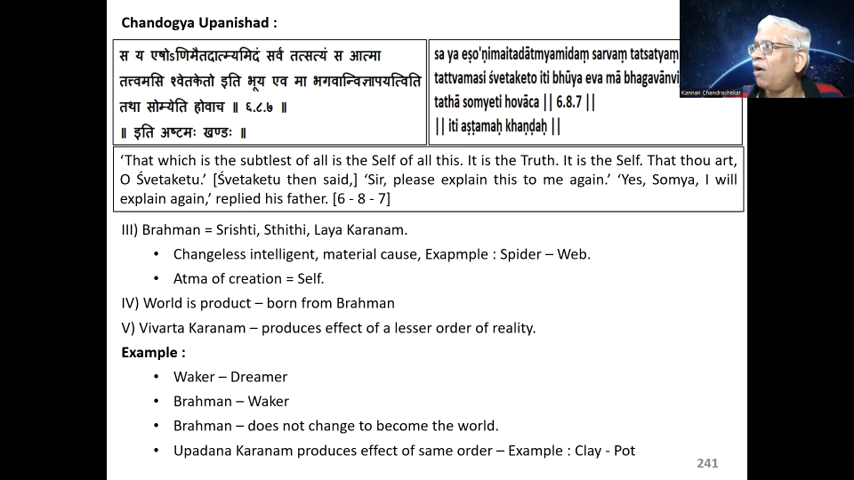 Chandogya Upanishad :
स य एषोऽणिमैतदात्म्यमिदं सर्वं तत्सत्यं स आत्मा
तत्त्वमसि श्वेतकेतो इति भूय एव मा भगवान्विज्ञापयत्विति
तथा सोम्येति होवाच ॥ ६.८.७ ॥
॥ इति अष्टमः खण्डः ॥
sa ya eṣo'ṇimaitadātmyamidaṃ sarvaṃ tatsatyaṃ
tattvamasi śvetaketo iti bhūya eva mā bhagavānvi
tathā somyeti hovāca || 6.8.7 ||
|| iti aṣṭamaḥ khaṇḍaḥ ||
Kannan Chandrashekar
‘That which is the subtlest of all is the Self of all this. It is the Truth. It is the Self. That thou art,
O Śvetaketu.’ [Śvetaketu then said,] ‘Sir, please explain this to me again.’ ‘Yes, Somya, I will
explain again,’ replied his father. [6 - 8 - 7]
III) Brahman = Srishti, Sthithi, Laya Karanam.
• Changeless intelligent, material cause, Exapmple : Spider – Web.
• Atma of creation = Self.
IV) World is product – born from Brahman
V) Vivarta Karanam – produces effect of a lesser order of reality.
Example :
• Waker – Dreamer
• Brahman – Waker
• Brahman – does not change to become the world.
• Upadana Karanam produces effect of same order – Example : Clay - Pot
241